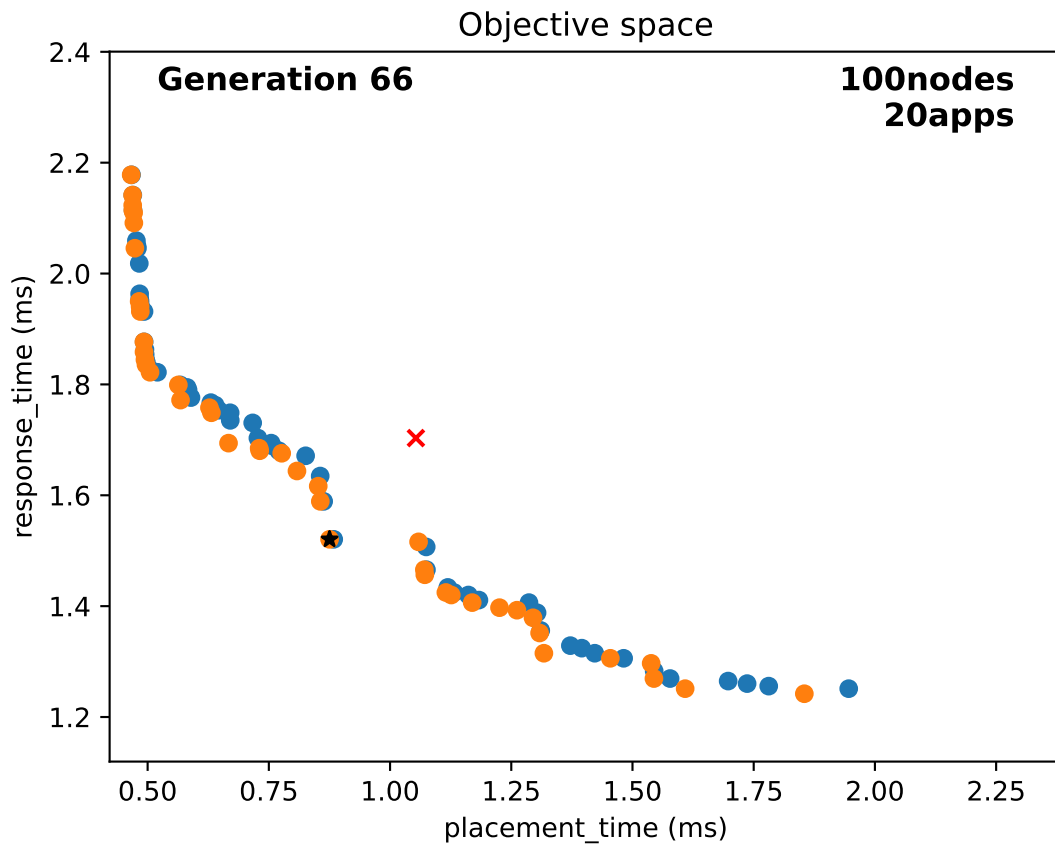 Objective space
Generation 66
100nodes
20apps
2.4
2.2
2.0
1.8
1.6
1.4
1.2
response_time (ms)
0.50 0.75 1.00 1.25 1.50 1.75 2.00 2.25
placement_time (ms)